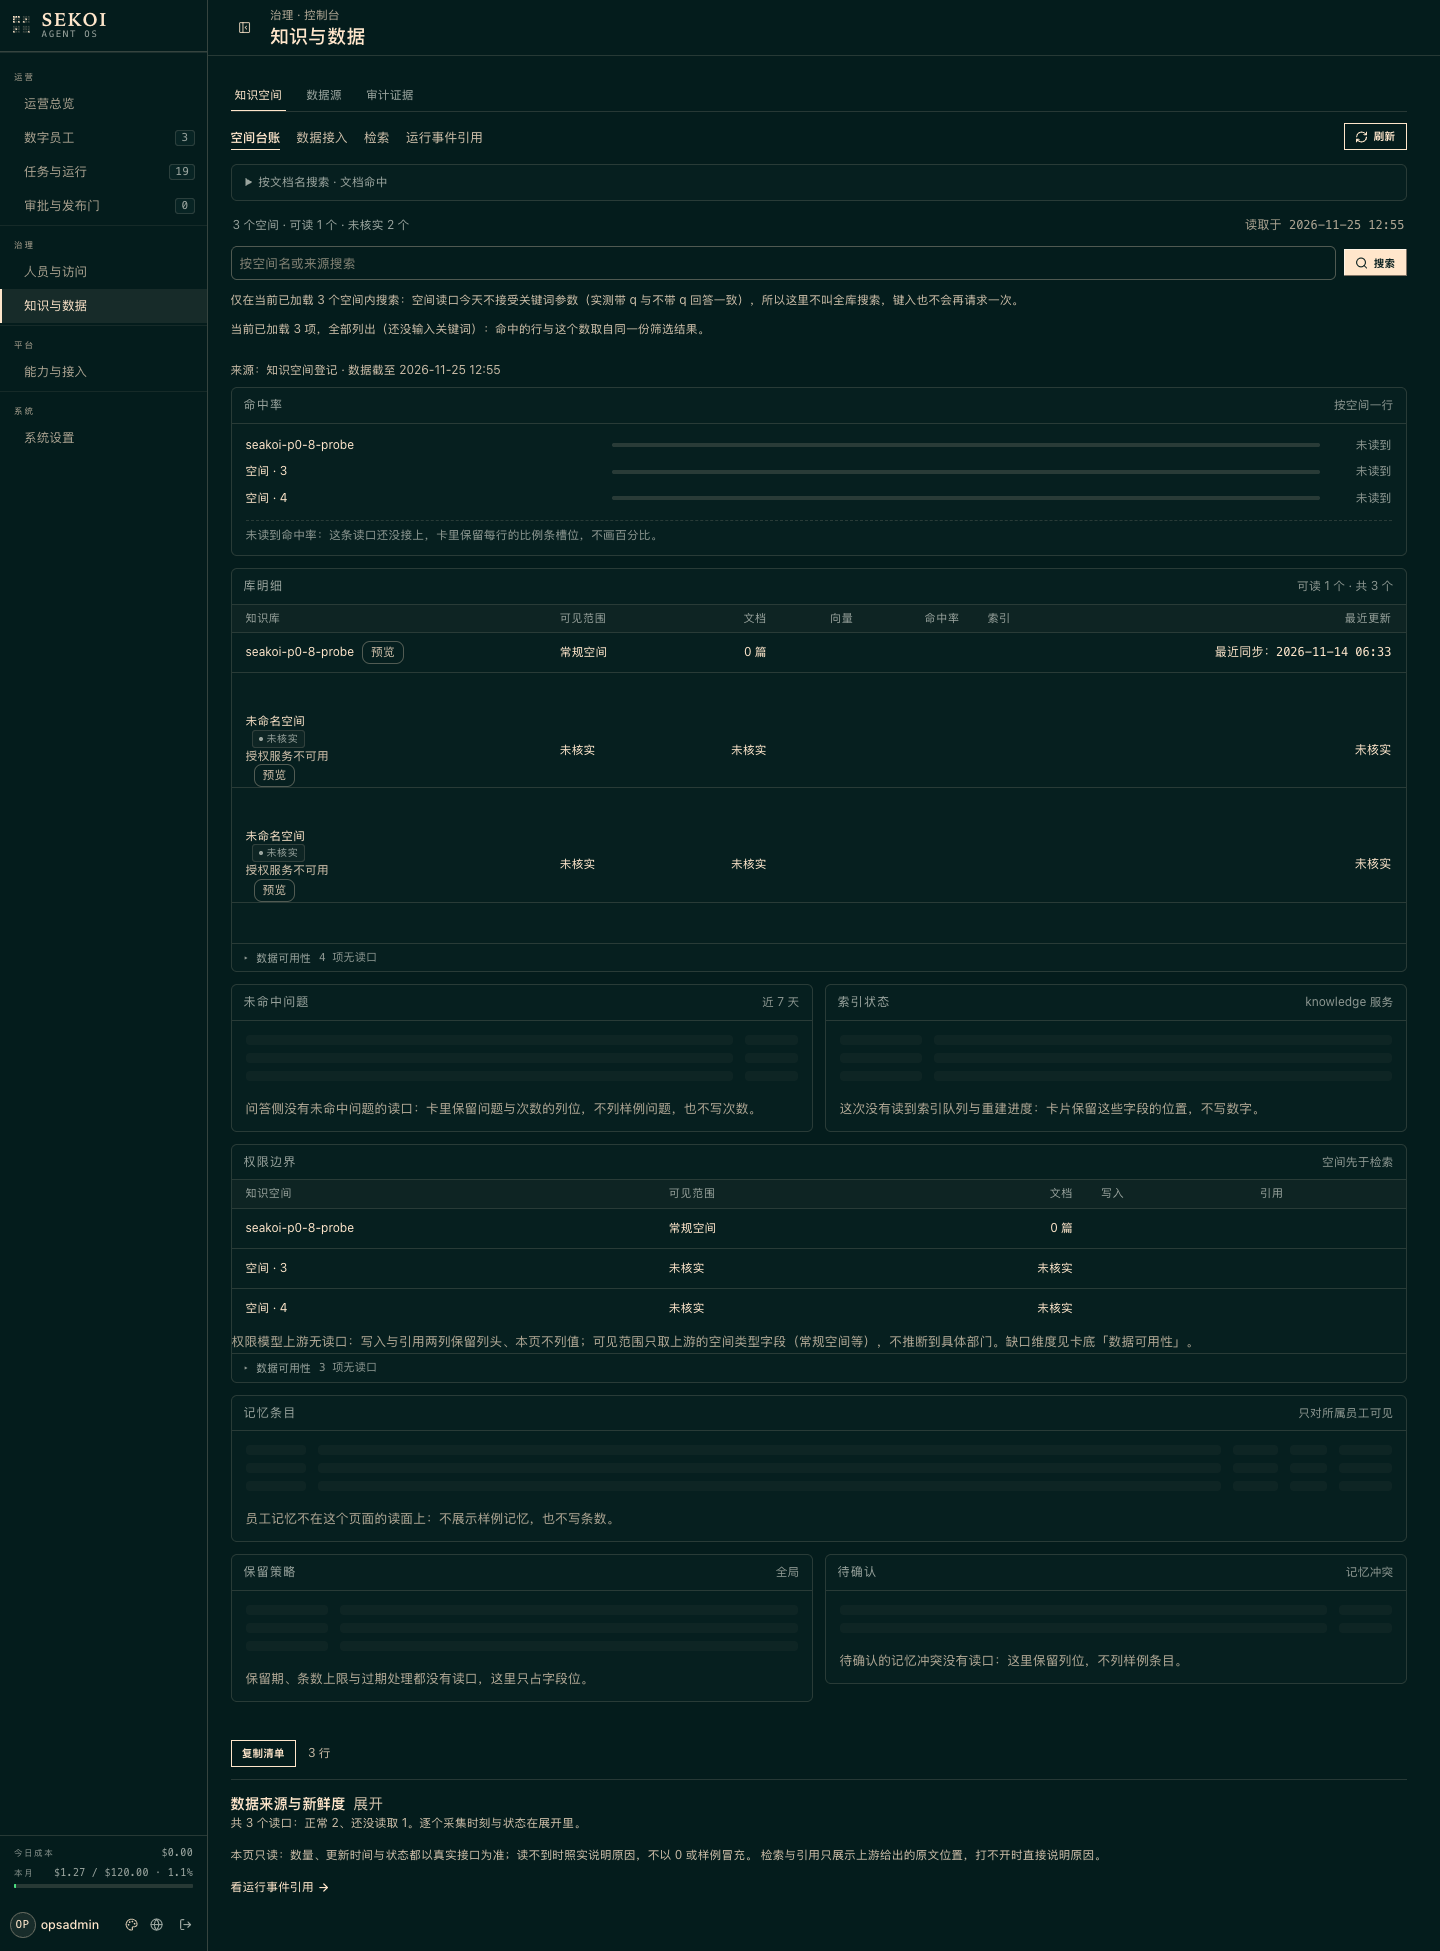 SEKOI
AGENT OS
运营
运营总览
数字员工 3
任务与运行 19
审批与发布门 0
治理
人员与访问
知识与数据
平台
能力与接入
系统
系统设置
今日成本 $0.00
本月 $1.27 / $120.00 · 1.1%
OP opsadmin
治理 · 控制台
知识与数据
知识空间 数据源 审计证据
空间台账 数据接入 检索 运行事件引用 刷新
▶ 按文档名搜索 · 文档命中
3 个空间 · 可读 1 个 · 未核实 2 个 读取于 2026-11-25 12:55
按空间名或来源搜索 搜索
仅在当前已加载 3 个空间内搜索：空间读口今天不接受关键词参数（实测带 q 与不带 q 回答一致），所以这里不叫全库搜索，键入也不会再请求一次。
当前已加载 3 项，全部列出（还没输入关键词）：命中的行与这个数取自同一份筛选结果。
来源：知识空间登记 · 数据截至 2026-11-25 12:55
命中率 按空间一行
seakoi-p0-8-probe 未读到
空间 · 3 未读到
空间 · 4 未读到
未读到命中率：这条读口还没接上，卡里保留每行的比例条槽位，不画百分比。
库明细 可读 1 个 · 共 3 个
知识库 可见范围 文档 向量 命中率 索引 最近更新
seakoi-p0-8-probe 预览 常规空间 0 篇 最近同步：2026-11-14 06:33
未命名空间
• 未核实
授权服务不可用
预览
未核实 未核实 未核实
未命名空间
• 未核实
授权服务不可用
预览
未核实 未核实 未核实
数据可用性 4 项无读口
未命中问题 近 7 天
问答侧没有未命中问题的读口：卡里保留问题与次数的列位，不列样例问题，也不写次数。
索引状态 knowledge 服务
这次没有读到索引队列与重建进度：卡片保留这些字段的位置，不写数字。
权限边界 空间先于检索
知识空间 可见范围 文档 写入 引用
seakoi-p0-8-probe 常规空间 0 篇
空间 · 3 未核实 未核实
空间 · 4 未核实 未核实
权限模型上游无读口：写入与引用两列保留列头、本页不列值；可见范围只取上游的空间类型字段（常规空间等），不推断到具体部门。缺口维度见卡底「数据可用性」。
数据可用性 3 项无读口
记忆条目 只对所属员工可见
员工记忆不在这个页面的读面上：不展示样例记忆，也不写条数。
保留策略 全局
保留期、条数上限与过期处理都没有读口，这里只占字段位。
待确认 记忆冲突
待确认的记忆冲突没有读口：这里保留列位，不列样例条目。
复制清单 3 行
数据来源与新鲜度 展开
共 3 个读口：正常 2、还没读取 1。逐个采集时刻与状态在展开里。
本页只读：数量、更新时间与状态都以真实接口为准；读不到时照实说明原因，不以 0 或样例冒充。 检索与引用只展示上游给出的原文位置，打不开时直接说明原因。
看运行事件引用 →